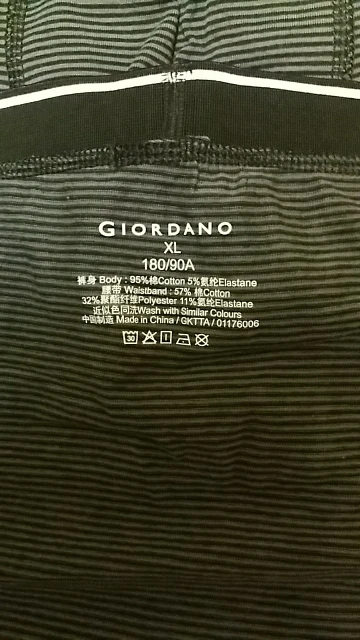 GIORDANO
XL
180/90A
裤身 Body : 95%棉Cotton 5%氨纶Elastane
腰带 Waistband : 57% 棉Cotton
32%聚酯纤维Polyester 11%氨纶Elastane
近似色同洗Wash with Similar Colours
中国制造 Made in China / GKTTA / 01176006
30